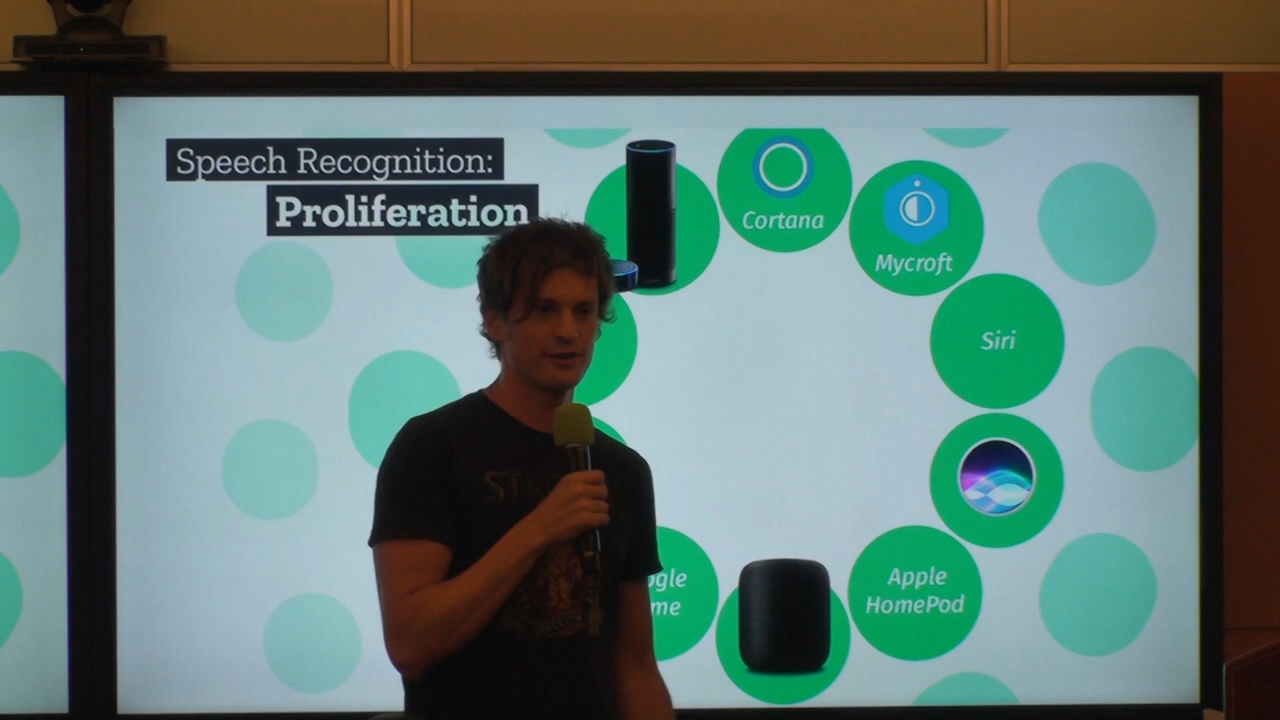 Speech Recognition:
Proliferation
Cortana
Mycroft
Siri
Apple
HomePod